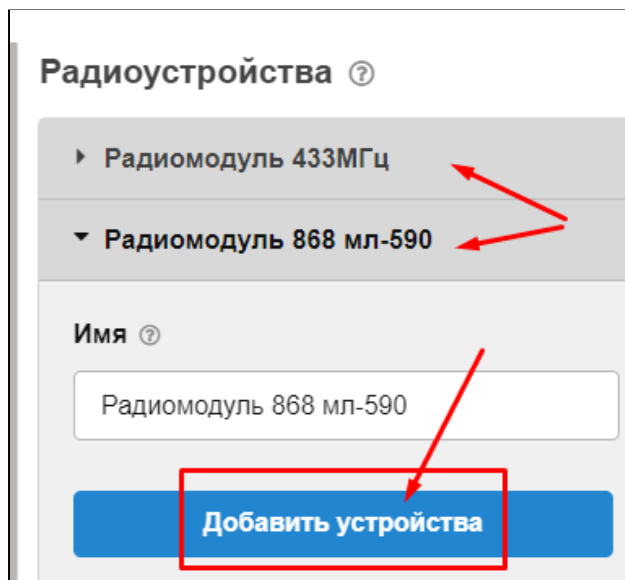 Радиоустройства ?
Радиомодуль 433МГц
Радиомодуль 868 мл-590
Имя ?
Радиомодуль 868 мл-590
Добавить устройства